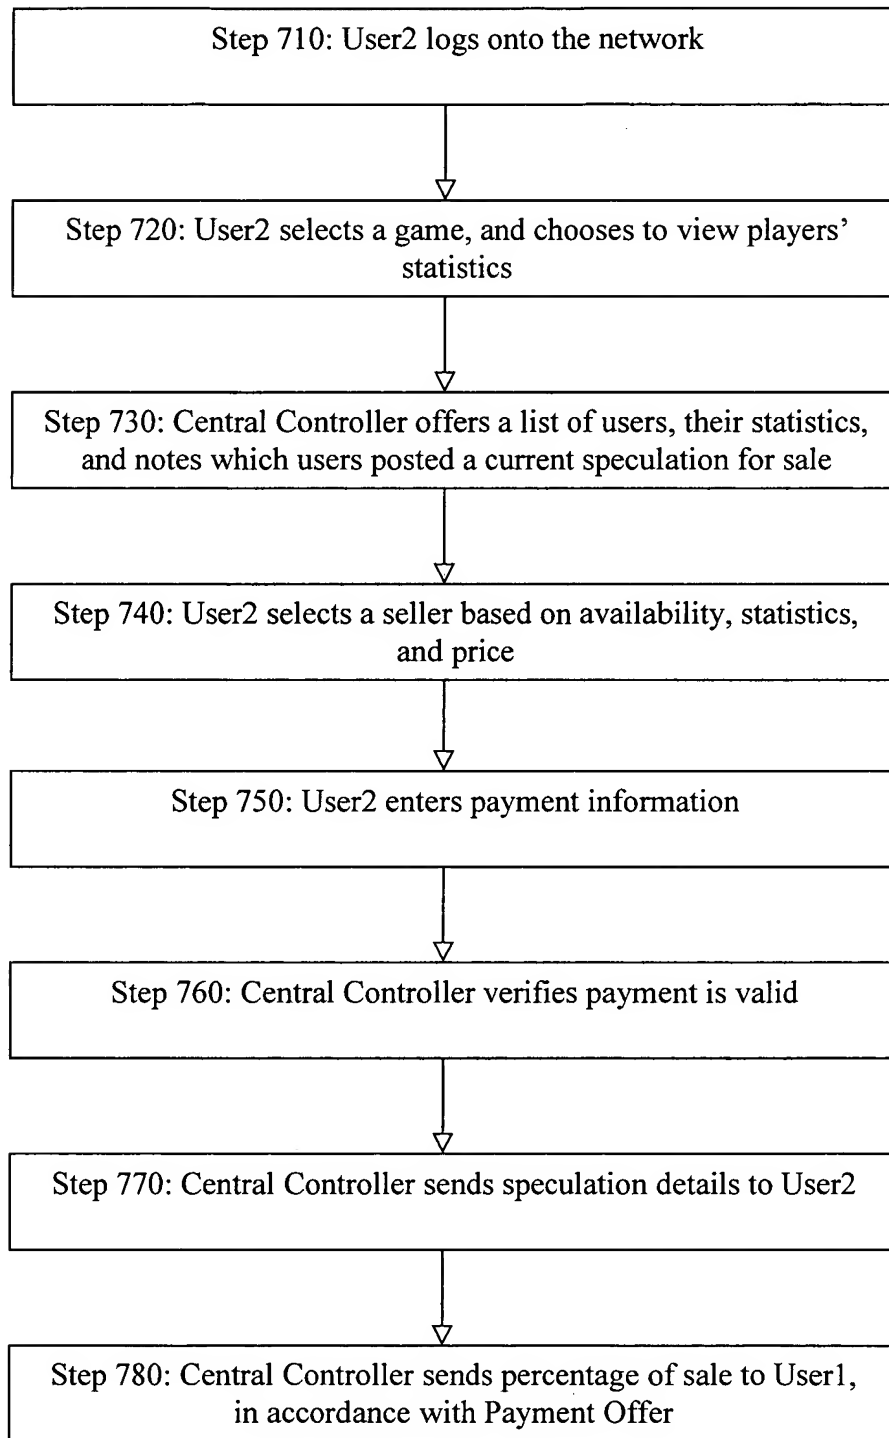 Step 710: User2 logs onto the network
Step 720: User2 selects a game, and chooses to view players’
statistics
Step 730: Central Controller offers a list of users, their statistics,
and notes which users posted a current speculation for sale
Step 740: User2 selects a seller based on availability, statistics,
and price
Step 750: User2 enters payment information
Step 760: Central Controller verifies payment is valid
Step 770: Central Controller sends speculation details to User2
Step 780: Central Controller sends percentage of sale to User1,
in accordance with Payment Offer